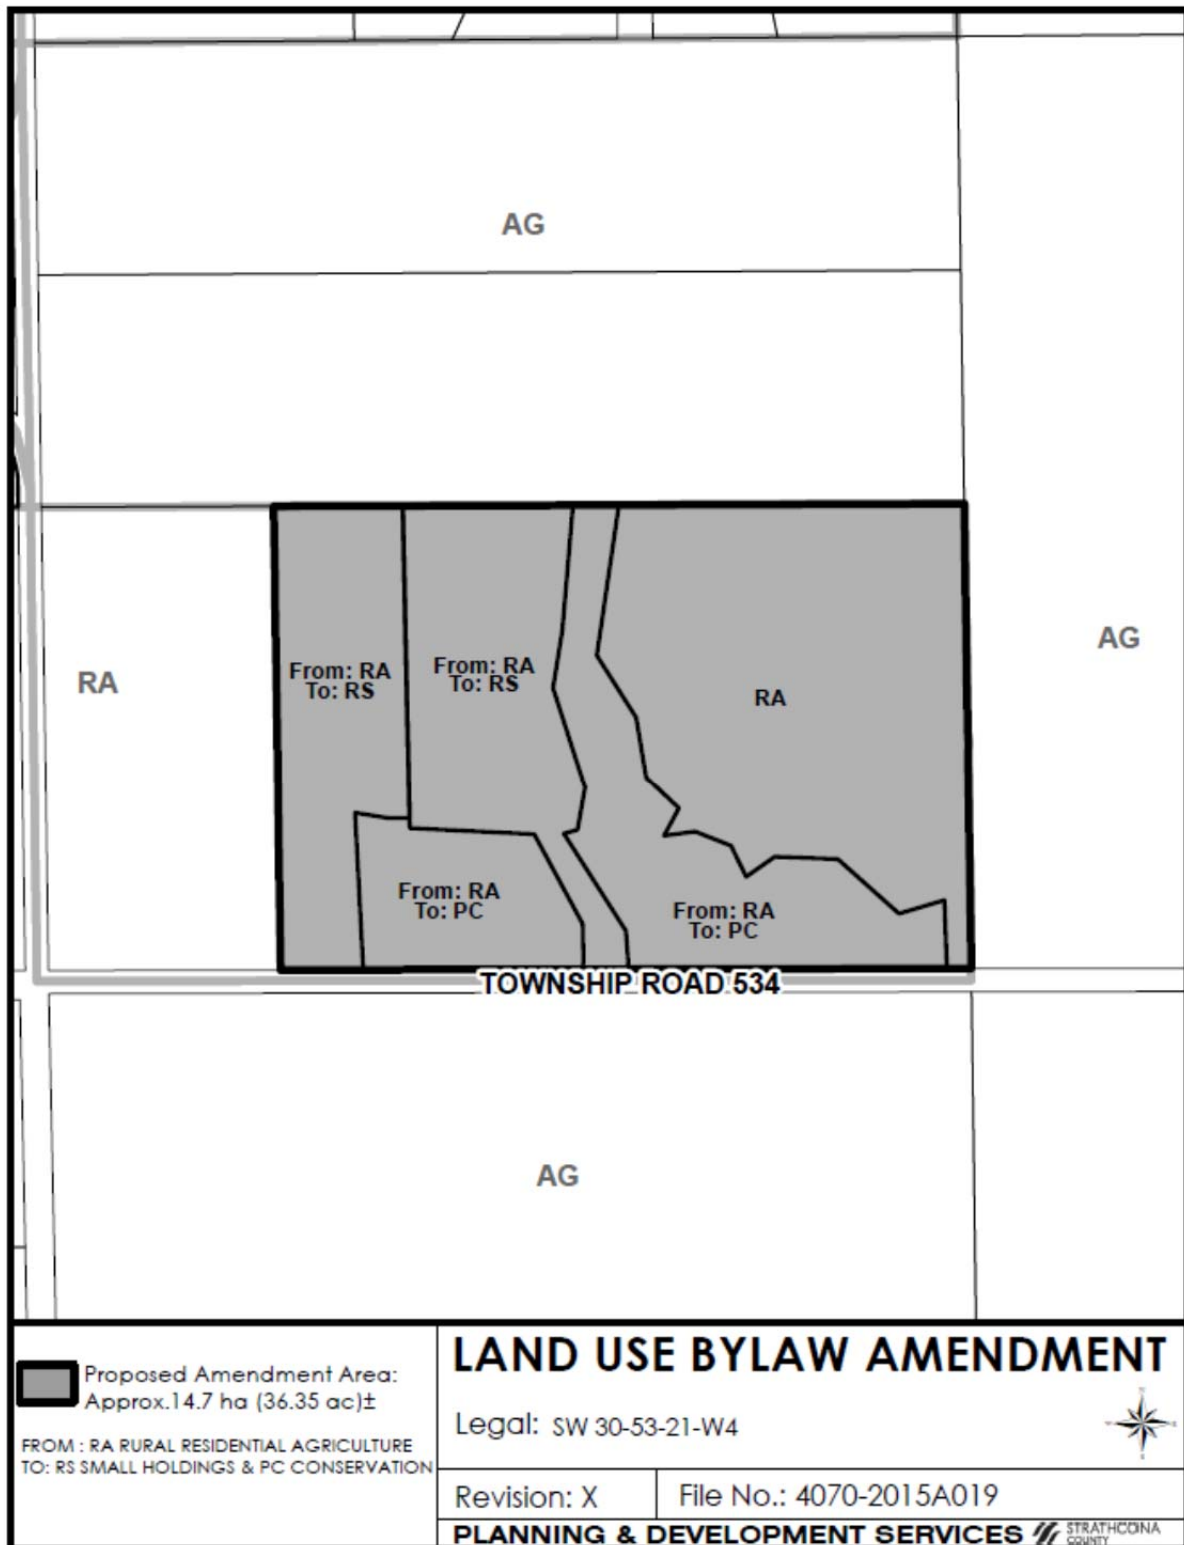 AG
AG
RA
From: RA
To: RS
From: RA
To: RS
RA
From: RA
To: PC
From: RA
To: PC
TOWNSHIP ROAD 534
AG
Proposed Amendment Area:
Approx.14.7 ha (36.35 ac)±
FROM : RA RURAL RESIDENTIAL AGRICULTURE
TO: RS SMALL HOLDINGS & PC CONSERVATION
LAND USE BYLAW AMENDMENT
Legal: SW 30-53-21-W4
Revision: X
File No.: 4070-2015A019
PLANNING & DEVELOPMENT SERVICES
STRATHCONA
COUNTY